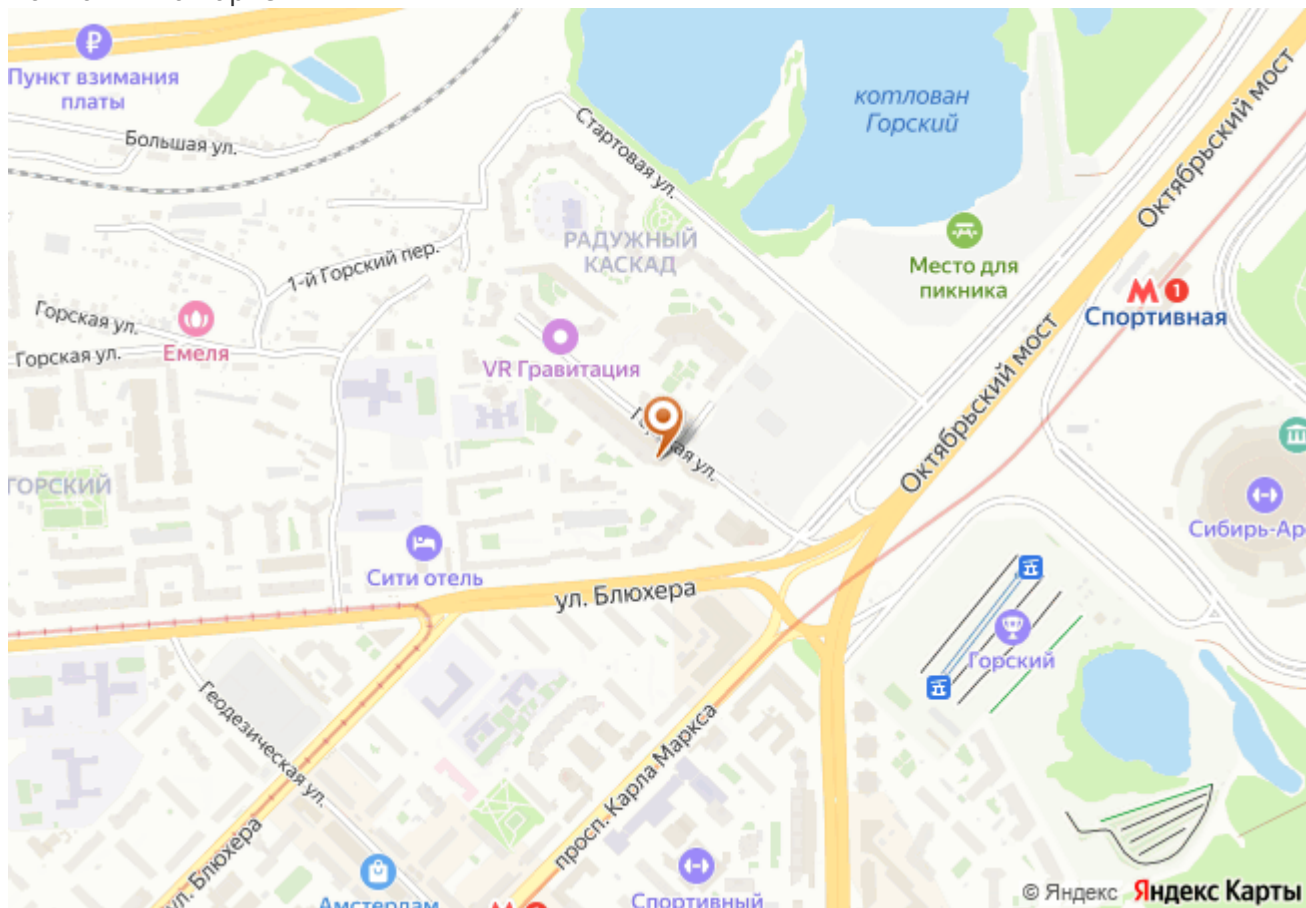 Пункт взимания
платы
Большая ул.
котлован
Горский
Стартовая ул.
Октябрьский мост
РАДУЖНЫЙ
КАСКАД
1-й Горский пер.
Место для
пикника
М 1
Спортивная
Горская ул.
Емеля
Горская ул.
VR Гравитация
Октябрьский мост
ГОРСКИЙ
Сити отель
Сибирь-Ар
ул. Блюхера
Горский
Геодезическая ул.
просп. Карла Маркса
ул. Блюхера
Амстердам
Спортивный
© Яндекс Яндекс Карты